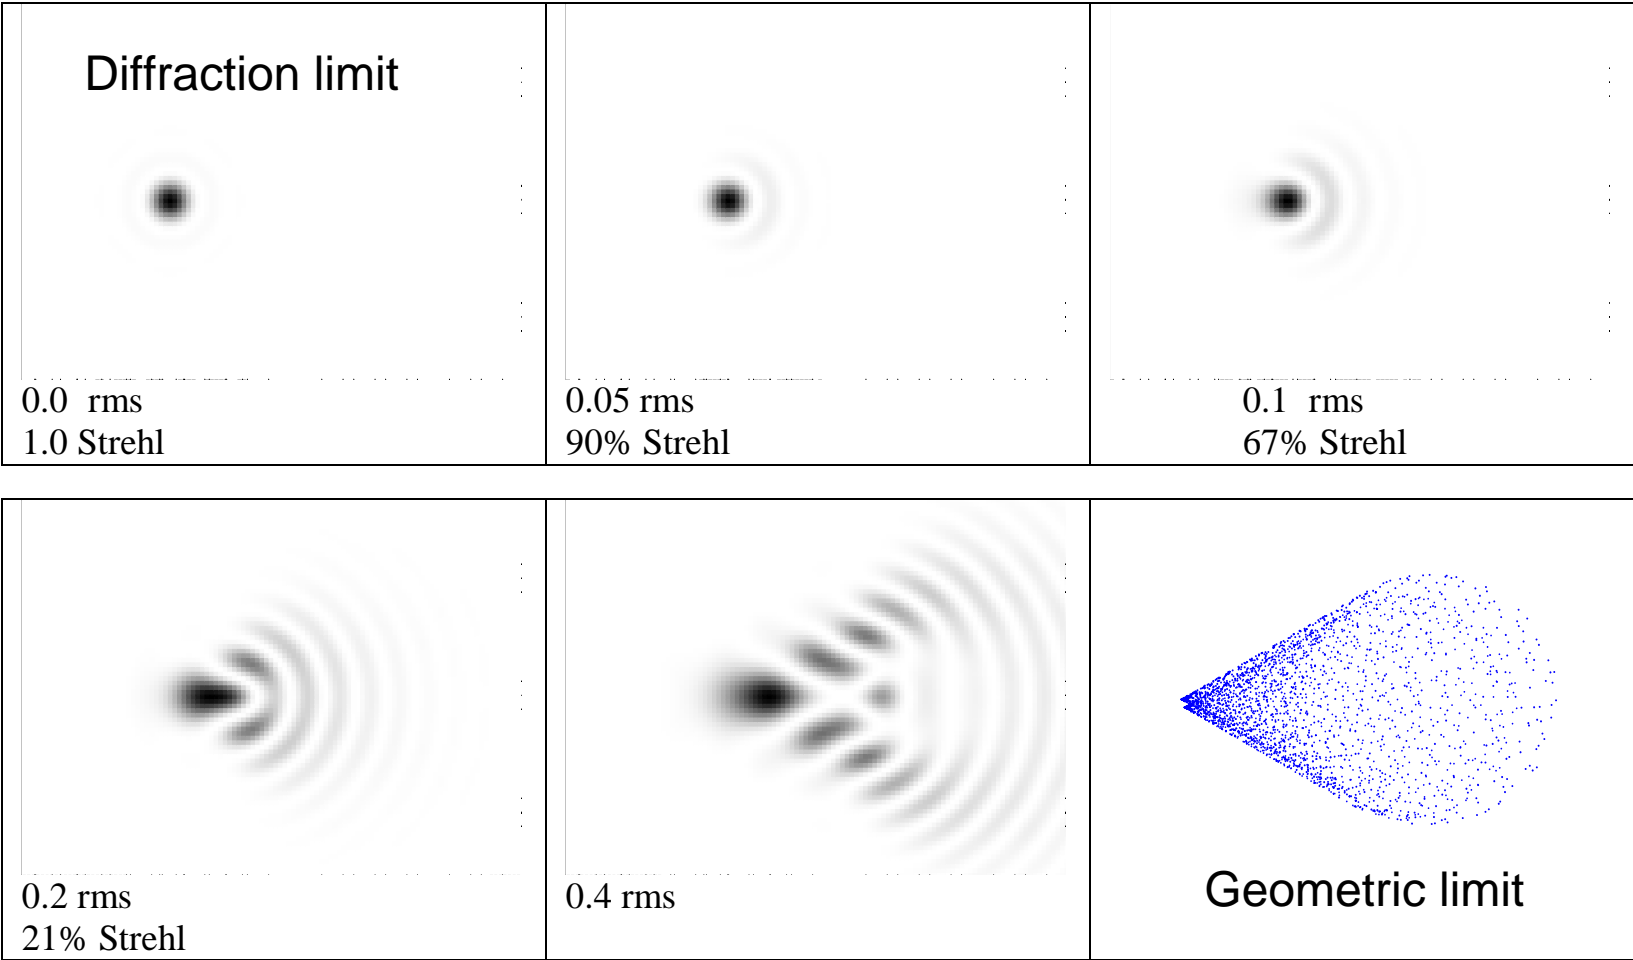 Diffraction limit
0.0 rms
1.0 Strehl
0.05 rms
90% Strehl
0.1 rms
67% Strehl
0.2 rms
21% Strehl
0.4 rms
Geometric limit